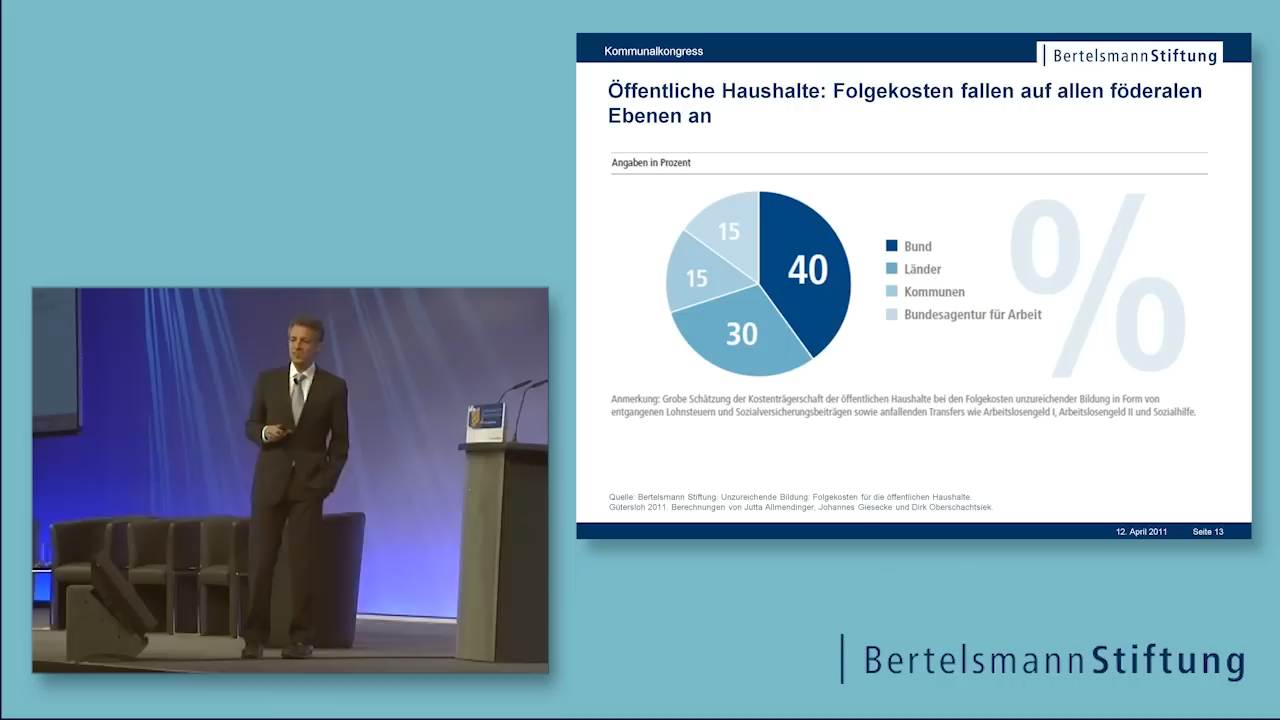 Kommunalkongress
BertelsmannStiftung
Öffentliche Haushalte: Folgekosten fallen auf allen föderalen
Ebenen an
Angaben in Prozent
15
15
40
30
Bund
Länder
Kommunen
Bundesagentur für Arbeit
%
Anmerkung: Grobe Schätzung der Kostenträgerschaft der öffentlichen Haushalte bei den Folgekosten unzureichender Bildung in Form von
entgangenen Lohnsteuern und Sozialversicherungsbeiträgen sowie anfallenden Transfers wie Arbeitslosengeld I, Arbeitslosengeld II und Sozialhilfe.
Quelle: Bertelsmann Stiftung. Unzureichende Bildung: Folgekosten für die öffentlichen Haushalte.
Gütersloh 2011. Berechnungen von Jutta Allmendinger, Johannes Giesecke und Dirk Oberschachtsiek.
12. April 2011 Seite 13
BertelsmannStiftung